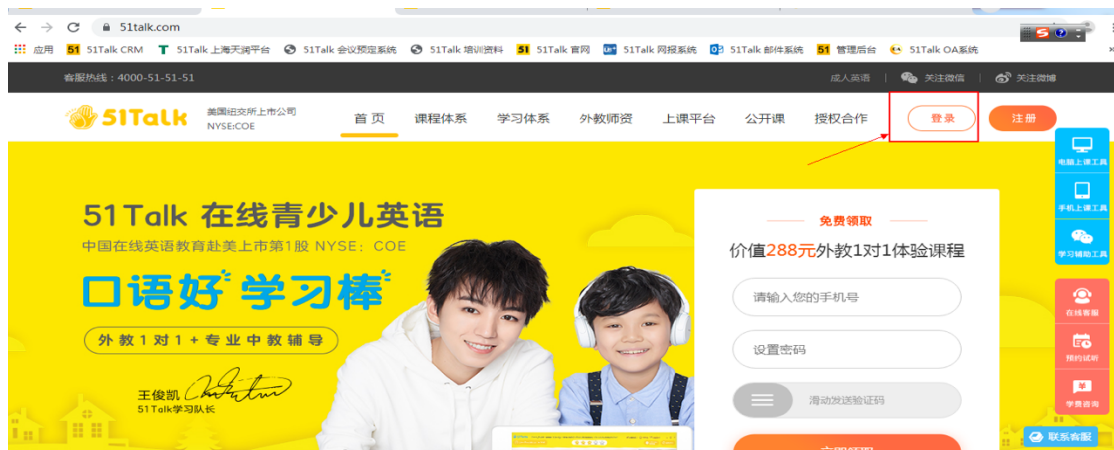 51talk.com
应用
51 51Talk CRM
T 51Talk 上海天润平台
51Talk 会议预定系统
51Talk 培训资料
51 51Talk 官网
51Talk 网报系统
51Talk 邮件系统
51 管理后台
51Talk OA系统
客服热线：4000-51-51-51
成人英语
关注微信
关注微博
51Talk
美国纽交所上市公司
NYSE:COE
首页
课程体系
学习体系
外教师资
上课平台
公开课
授权合作
登录
注册
电脑上课工具
手机上课工具
学习辅助工具
51Talk 在线青少儿英语
中国在线英语教育赴美上市第1股 NYSE：COE
口语好 学习棒
外教1对1+专业中教辅导
王俊凯
51Talk学习队长
免费领取
价值288元外教1对1体验课程
请输入您的手机号
设置密码
滑动发送验证码
在线客服
预约试听
学费咨询
联系客服